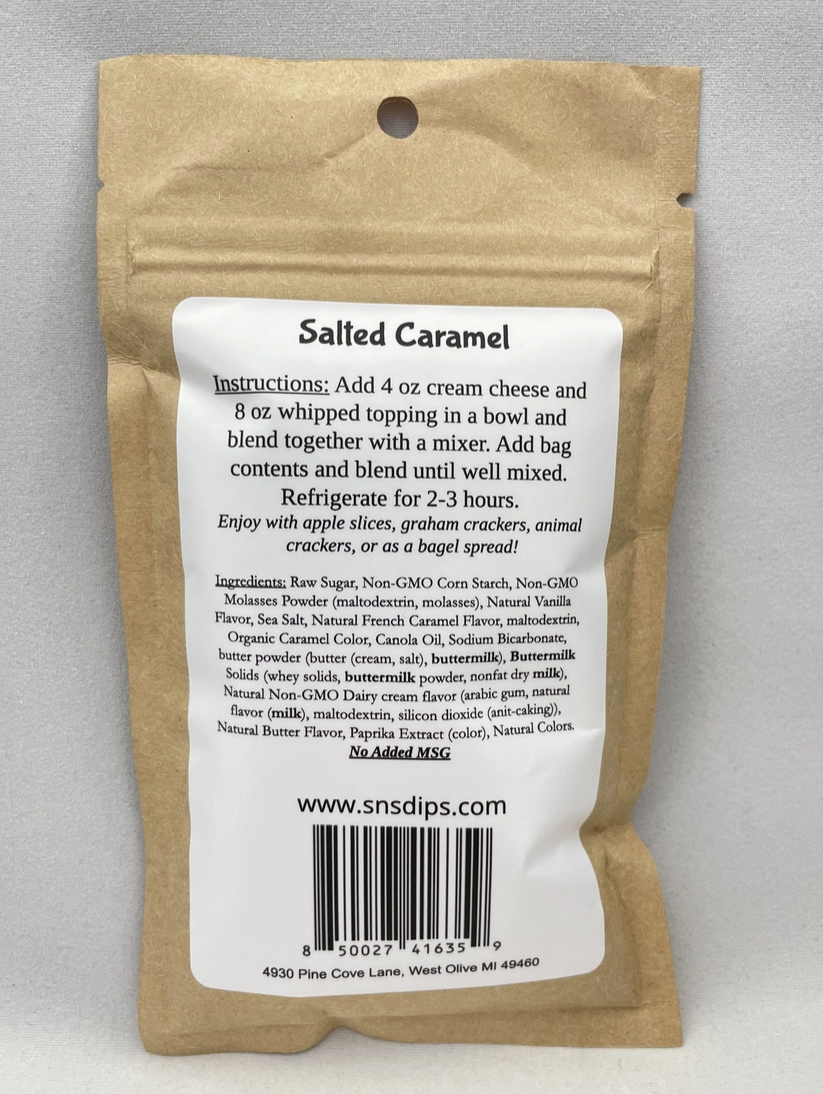 Salted Caramel
Instructions: Add 4 oz cream cheese and
8 oz whipped topping in a bowl and
blend together with a mixer. Add bag
contents and blend until well mixed.
Refrigerate for 2-3 hours.
Enjoy with apple slices, graham crackers, animal
crackers, or as a bagel spread!
Ingredients: Raw Sugar, Non-GMO Corn Starch, Non-GMO
Molasses Powder (maltodextrin, molasses), Natural Vanilla
Flavor, Sea Salt, Natural French Caramel Flavor, maltodextrin,
Organic Caramel Color, Canola Oil, Sodium Bicarbonate,
butter powder (butter (cream, salt), buttermilk), Buttermilk
Solids (whey solids, buttermilk powder, nonfat dry milk),
Natural Non-GMO Dairy cream flavor (arabic gum, natural
flavor (milk), maltodextrin, silicon dioxide (anit-caking)),
Natural Butter Flavor, Paprika Extract (color), Natural Colors.
No Added MSG
www.snsdips.com
8 50027 41635 9
4930 Pine Cove Lane, West Olive MI 49460